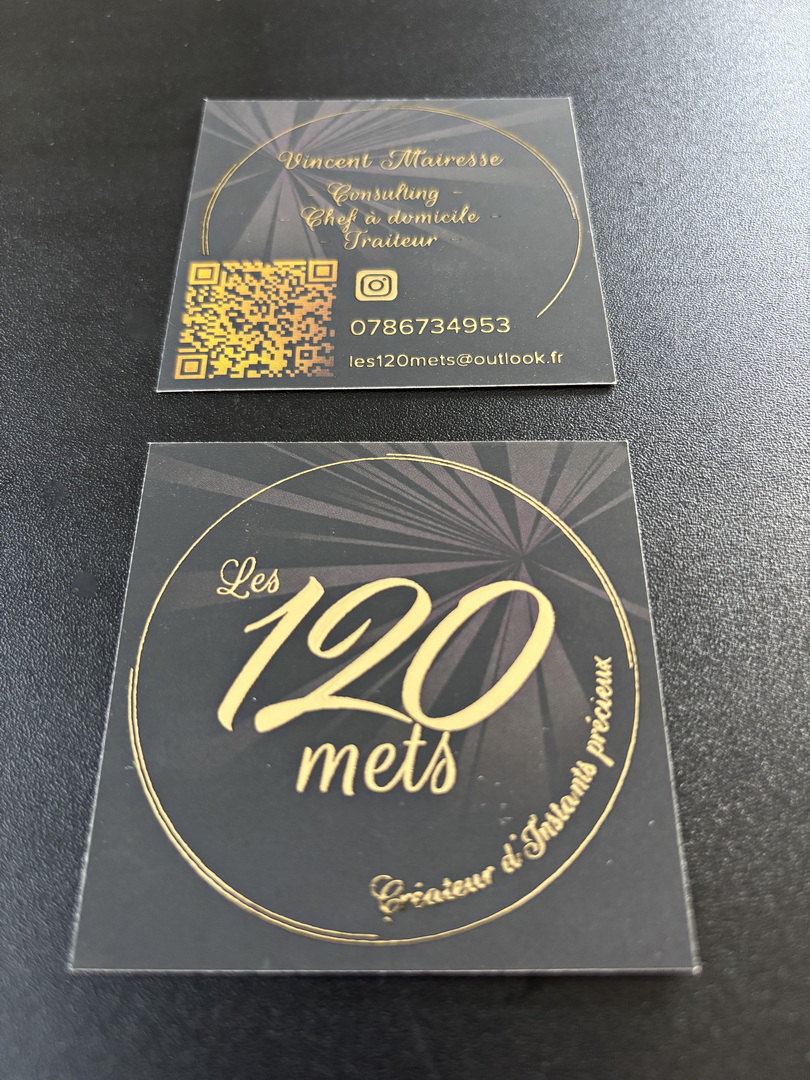 Vincent Mairesse
Consulting -
- Chef à domicile -
- Traiteur -
0786734953
les120mets@outlook.fr
Les
120
mets
Créateur d'Instants précieux